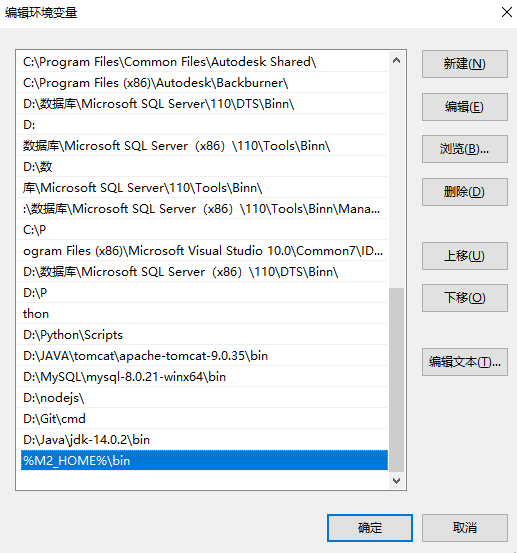 编辑环境变量
C:\Program Files\Common Files\Autodesk Shared\
C:\Program Files (x86)\Autodesk\Backburner\
D:\数据库\Microsoft SQL Server\110\DTS\Binn\
D:
数据库\Microsoft SQL Server（x86）\110\Tools\Binn\
D:\数
库\Microsoft SQL Server\110\Tools\Binn\
:\数据库\Microsoft SQL Server（x86）\110\Tools\Binn\Mana...
C:\P
ogram Files (x86)\Microsoft Visual Studio 10.0\Common7\ID...
D:\数据库\Microsoft SQL Server（x86）\110\DTS\Binn\
D:\P
thon
D:\Python\Scripts
D:\JAVA\tomcat\apache-tomcat-9.0.35\bin
D:\MySQL\mysql-8.0.21-winx64\bin
D:\nodejs\
D:\Git\cmd
D:\Java\jdk-14.0.2\bin
%M2_HOME%\bin
新建(N)
编辑(E)
浏览(B)...
删除(D)
上移(U)
下移(O)
编辑文本(T)...
确定
取消